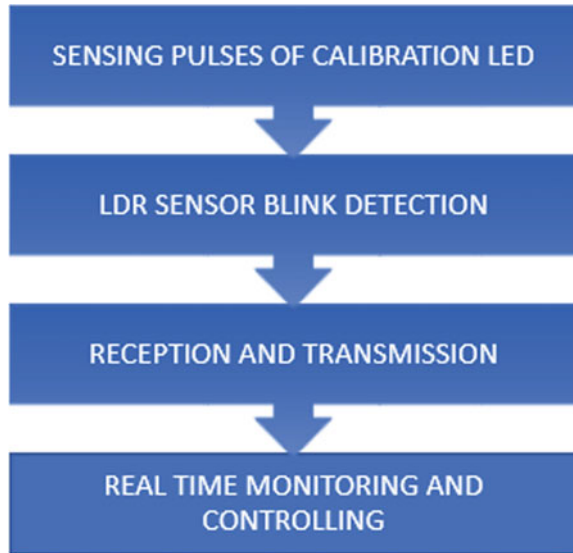 SENSING PULSES OF CALIBRATION LED
LDR SENSOR BLINK DETECTION
RECEPTION AND TRANSMISSION
REAL TIME MONITORING AND
CONTROLLING